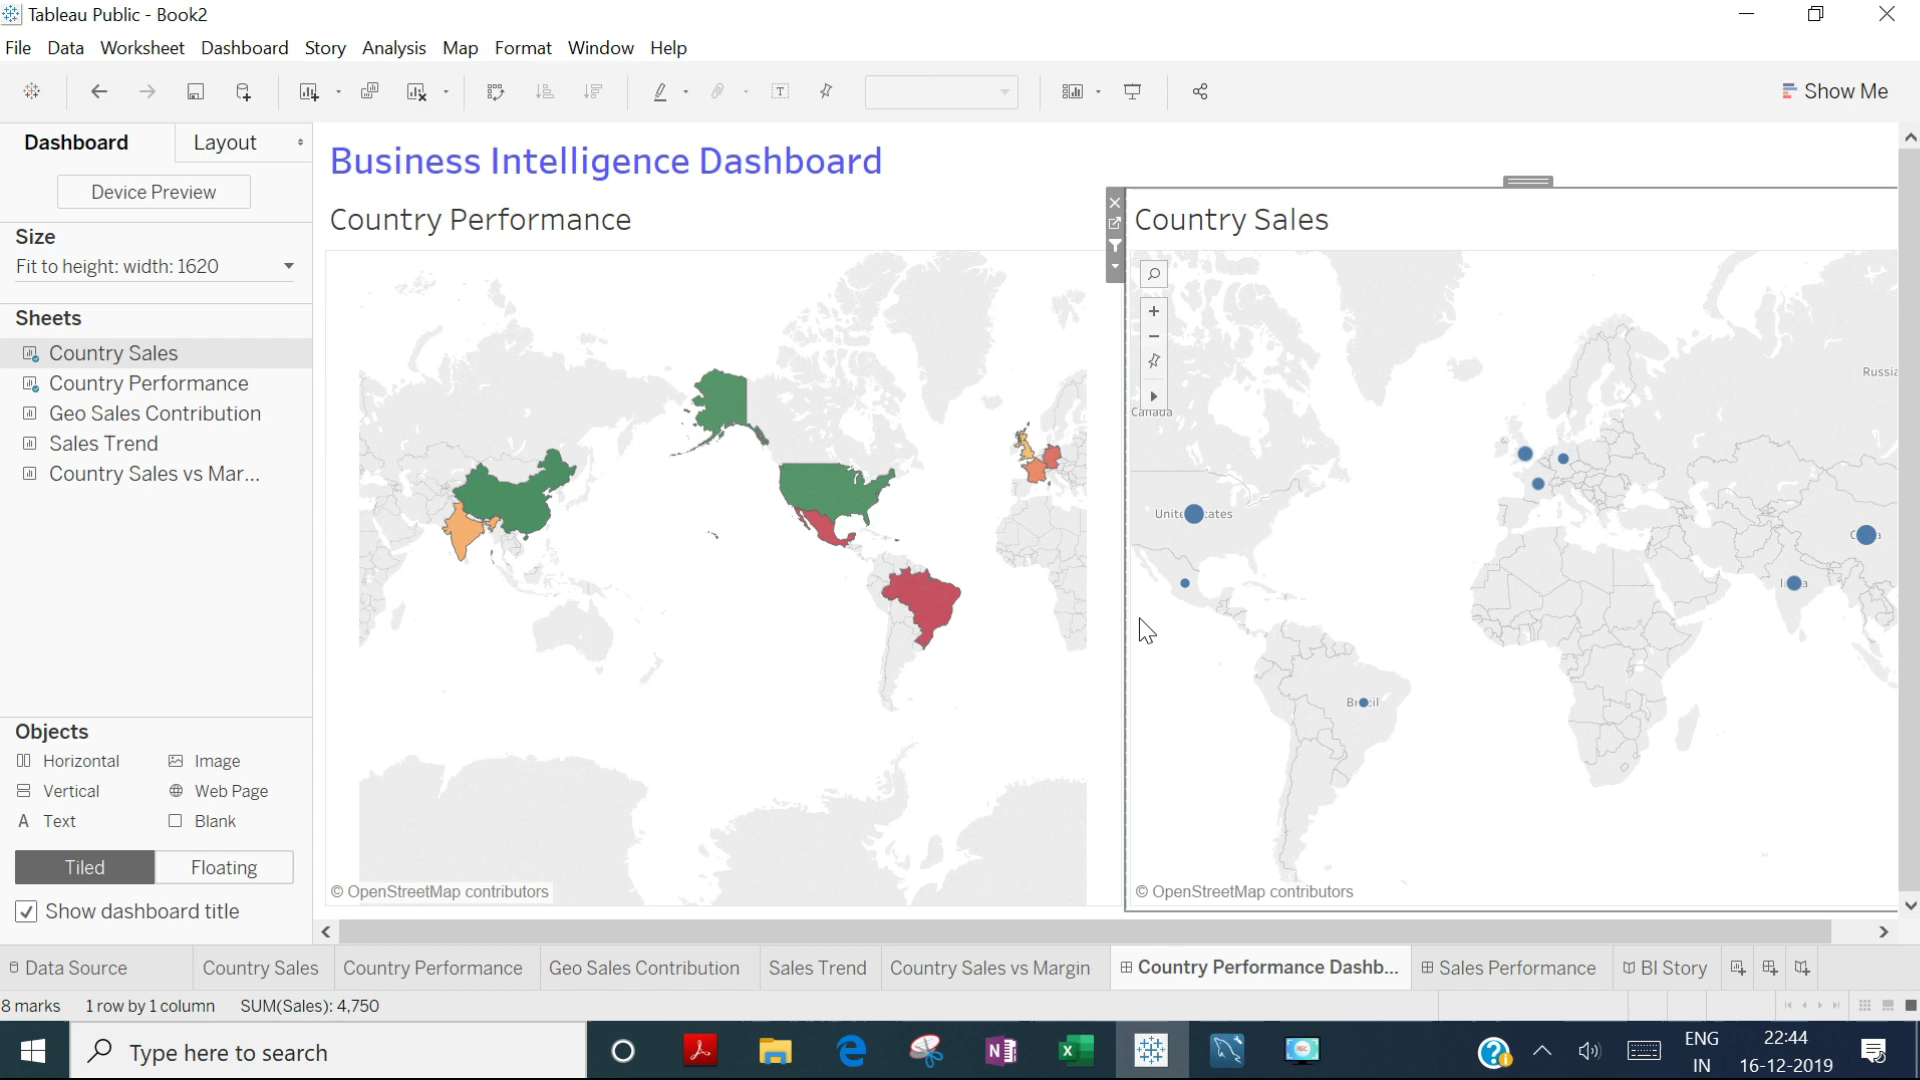 Tableau Public - Book2
File Data Worksheet Dashboard Story Analysis Map Format Window Help
Show Me
Dashboard Layout
Device Preview
Size
Fit to height: width: 1620
Sheets
Country Sales
Country Performance
Geo Sales Contribution
Sales Trend
Country Sales vs Mar...
Objects
Horizontal Image
Vertical Web Page
A Text Blank
Tiled Floating
Show dashboard title
Business Intelligence Dashboard
Country Performance
© OpenStreetMap contributors
Country Sales
Russia
Canada
© OpenStreetMap contributors
Data Source Country Sales Country Performance Geo Sales Contribution Sales Trend Country Sales vs Margin Country Performance Dashb... Sales Performance BI Story
8 marks 1 row by 1 column SUM(Sales): 4,750
Type here to search
ENG 22:44
IN 16-12-2019